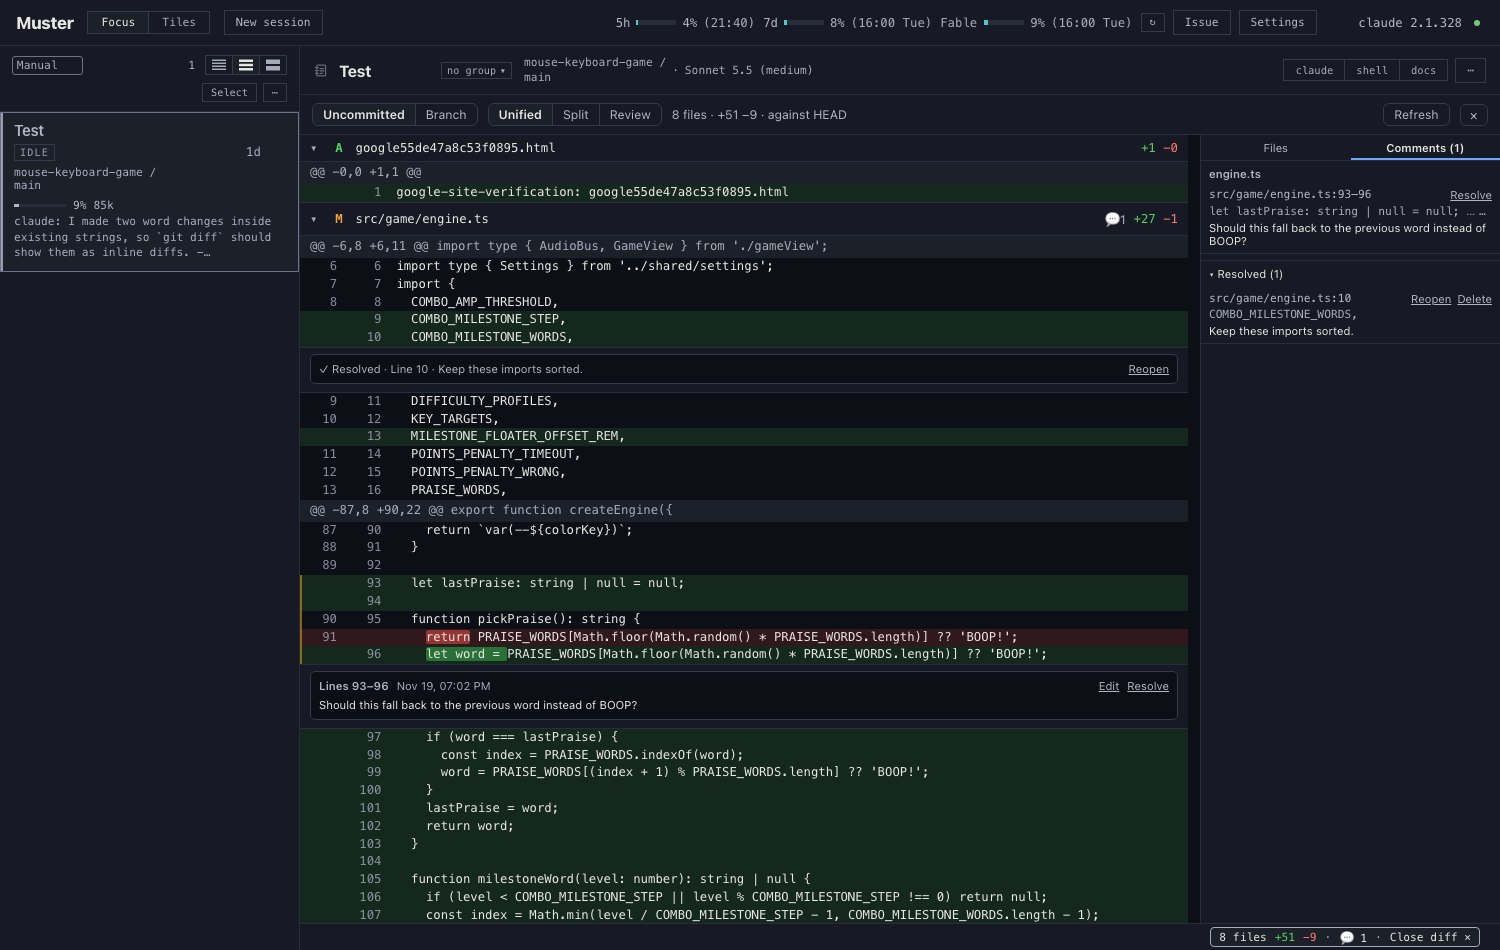 Muster Focus Tiles New session 5h 4% (21:40) 7d 8% (16:00 Tue) Fable 9% (16:00 Tue) ↻ Issue Settings claude 2.1.328
Manual 1
Select ⋯
Test
IDLE 1d
mouse-keyboard-game /
main
9% 85k
claude: I made two word changes inside
existing strings, so `git diff` should
show them as inline diffs. —…
Test no group ▾ mouse-keyboard-game /
main · Sonnet 5.5 (medium) claude shell docs ⋯
Uncommitted Branch Unified Split Review 8 files · +51 −9 · against HEAD Refresh ×
▾ A google55de47a8c53f0895.html +1 −0
@@ −0,0 +1,1 @@
1 google-site-verification: google55de47a8c53f0895.html
▾ M src/game/engine.ts 💬1 +27 −1
@@ −6,8 +6,11 @@ import type { AudioBus, GameView } from './gameView';
6 6 import type { Settings } from '../shared/settings';
7 7 import {
8 8 COMBO_AMP_THRESHOLD,
9 COMBO_MILESTONE_STEP,
10 COMBO_MILESTONE_WORDS,
✓ Resolved · Line 10 · Keep these imports sorted. Reopen
9 11 DIFFICULTY_PROFILES,
10 12 KEY_TARGETS,
13 MILESTONE_FLOATER_OFFSET_REM,
11 14 POINTS_PENALTY_TIMEOUT,
12 15 POINTS_PENALTY_WRONG,
13 16 PRAISE_WORDS,
@@ −87,8 +90,22 @@ export function createEngine({
87 90 return `var(--${colorKey})`;
88 91 }
89 92
93 let lastPraise: string | null = null;
94
90 95 function pickPraise(): string {
91 return PRAISE_WORDS[Math.floor(Math.random() * PRAISE_WORDS.length)] ?? 'BOOP!';
96 let word = PRAISE_WORDS[Math.floor(Math.random() * PRAISE_WORDS.length)] ?? 'BOOP!';
Lines 93–96 Nov 19, 07:02 PM Edit Resolve
Should this fall back to the previous word instead of BOOP?
97 if (word === lastPraise) {
98 const index = PRAISE_WORDS.indexOf(word);
99 word = PRAISE_WORDS[(index + 1) % PRAISE_WORDS.length] ?? 'BOOP!';
100 }
101 lastPraise = word;
102 return word;
103 }
104
105 function milestoneWord(level: number): string | null {
106 if (level < COMBO_MILESTONE_STEP || level % COMBO_MILESTONE_STEP !== 0) return null;
107 const index = Math.min(level / COMBO_MILESTONE_STEP - 1, COMBO_MILESTONE_WORDS.length - 1);
Files Comments (1)
engine.ts
src/game/engine.ts:93–96 Resolve
let lastPraise: string | null = null; … …
Should this fall back to the previous word instead of
BOOP?
▾ Resolved (1)
src/game/engine.ts:10 Reopen Delete
COMBO_MILESTONE_WORDS,
Keep these imports sorted.
8 files +51 −9 · 💬 1 · Close diff ×